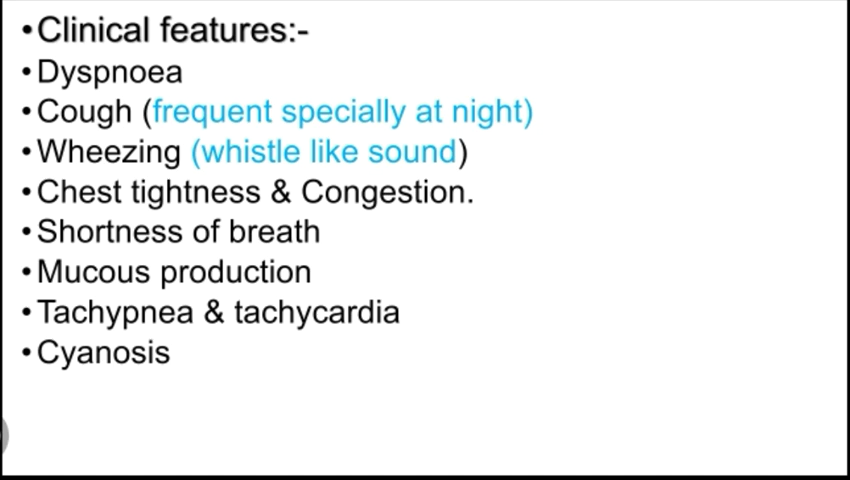 •Clinical features:-
•Dyspnoea
•Cough (frequent specially at night)
•Wheezing (whistle like sound)
•Chest tightness & Congestion.
•Shortness of breath
•Mucous production
•Tachypnea & tachycardia
•Cyanosis